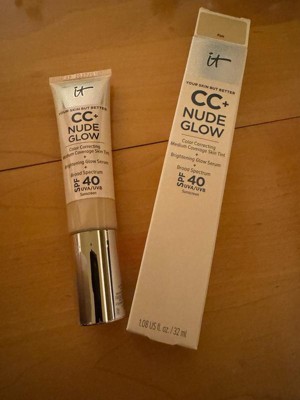 it
YOUR SKIN BUT BETTER
CC+
NUDE
GLOW
Color Correcting
Medium Coverage Skin Tint
+
Brightening Glow Serum
+
Broad Spectrum
SPF 40
UVA/UVB
Sunscreen
it
YOUR SKIN BUT BETTER
CC+
NUDE
GLOW
Color Correcting
Medium Coverage Skin Tint
+
Brightening Glow Serum
+
Broad Spectrum
SPF 40
UVA/UVB
Sunscreen
1.08 US fl. oz. / 32 ml